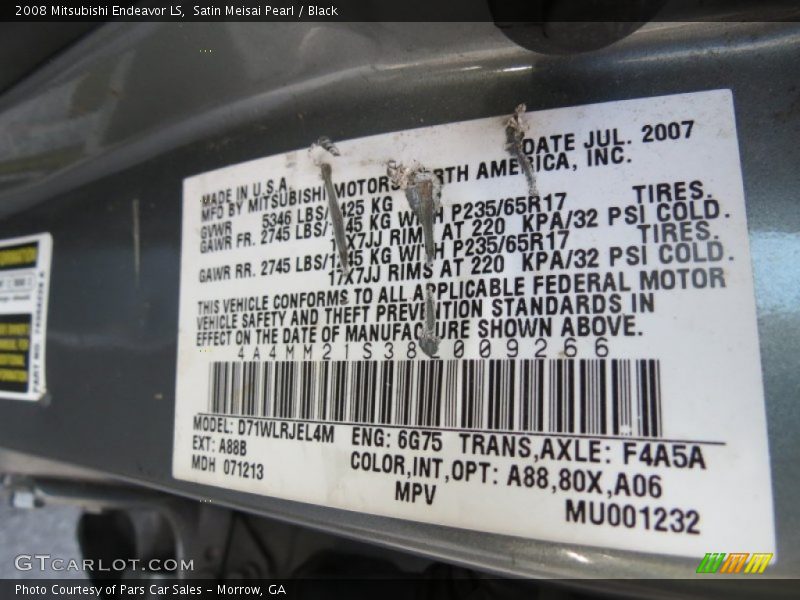 2008 Mitsubishi Endeavor LS, Satin Meisai Pearl / Black
MADE IN U.S.A.
DATE JUL. 2007
MFD BY MITSUBISHI MOTORS NORTH AMERICA, INC.
GVWR 5346 LBS/2425 KG
GAWR FR. 2745 LBS/1245 KG WITH P235/65R17 TIRES.
17X7JJ RIMS AT 220 KPA/32 PSI COLD.
GAWR RR. 2745 LBS/1245 KG WITH P235/65R17 TIRES.
17X7JJ RIMS AT 220 KPA/32 PSI COLD.
THIS VEHICLE CONFORMS TO ALL APPLICABLE FEDERAL MOTOR
VEHICLE SAFETY AND THEFT PREVENTION STANDARDS IN
EFFECT ON THE DATE OF MANUFACTURE SHOWN ABOVE.
4A4MM21S38 009266
MODEL: D71WLRJEL4M ENG: 6G75 TRANS,AXLE: F4A5A
EXT: A88B COLOR,INT,OPT: A88,80X,A06
MDH 071213 MPV MU001232
PART NO.
GTCARLOT.COM
Photo Courtesy of Pars Car Sales - Morrow, GA